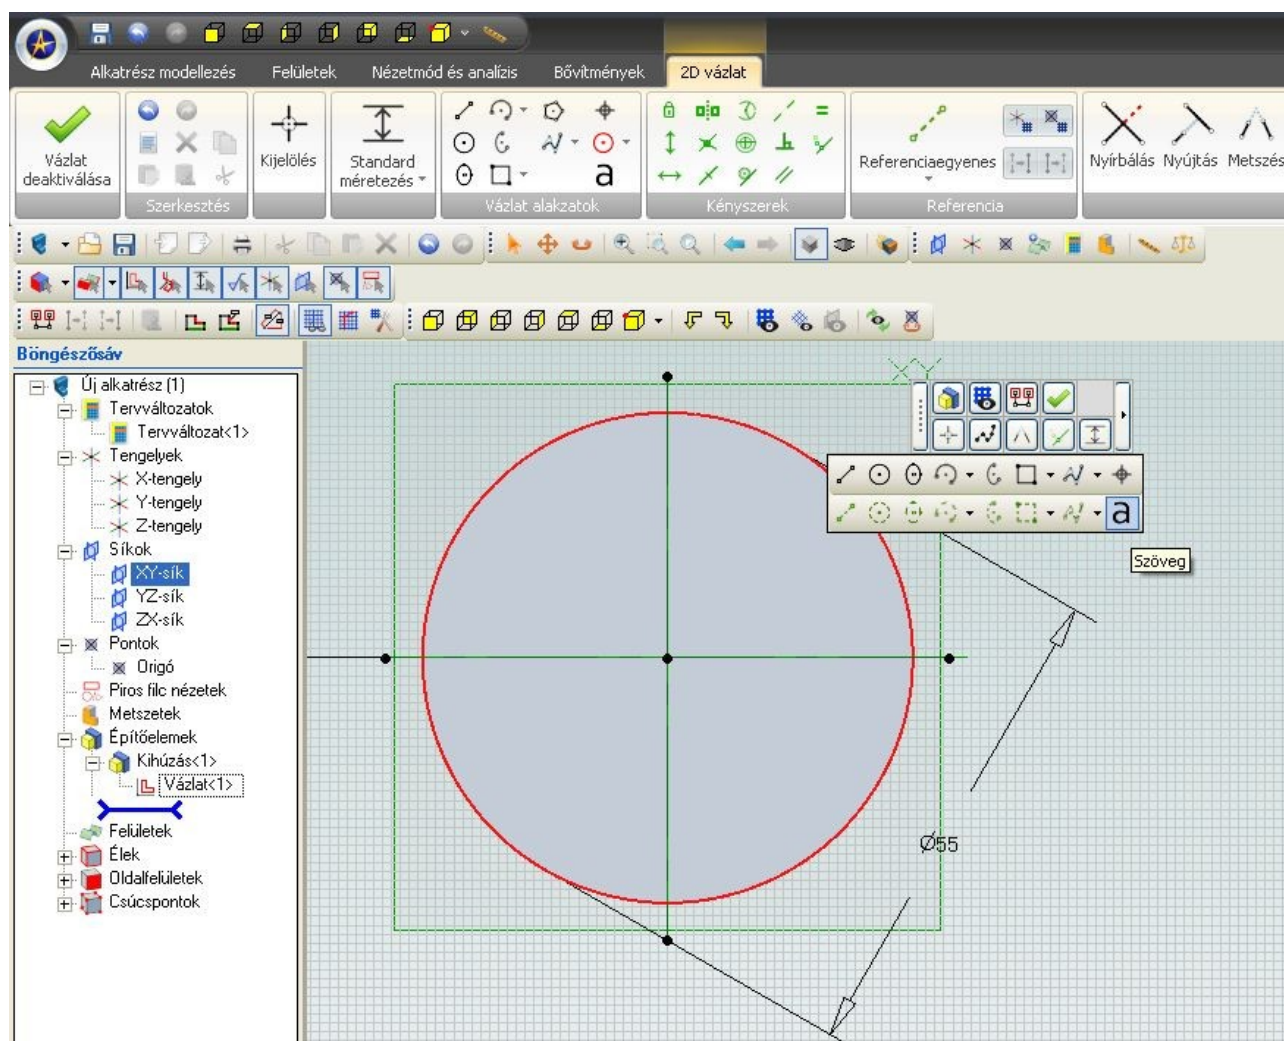 Alkatrész modellezés
Felületek
Nézetmód és analízis
Bővítmények
2D vázlat
Vázlat
deaktiválása
Kijelölés
Standard
méretezés
Referenciaegyenes
Nyírbálás
Nyújtás
Metszés
Szerkesztés
Vázlat alakzatok
Kényszerek
Referencia
Böngészősáv
Új alkatrész (1)
Tervváltozatok
Tervváltozat<1>
Tengelyek
X-tengely
Y-tengely
Z-tengely
Síkok
XY-sík
YZ-sík
ZX-sík
Pontok
Origó
Piros filc nézetek
Metszetek
Építőelemek
Kihúzás<1>
Vázlat<1>
Felületek
Élek
Oldalfelületek
Csúcspontok
XY
a
Szöveg
Ø55